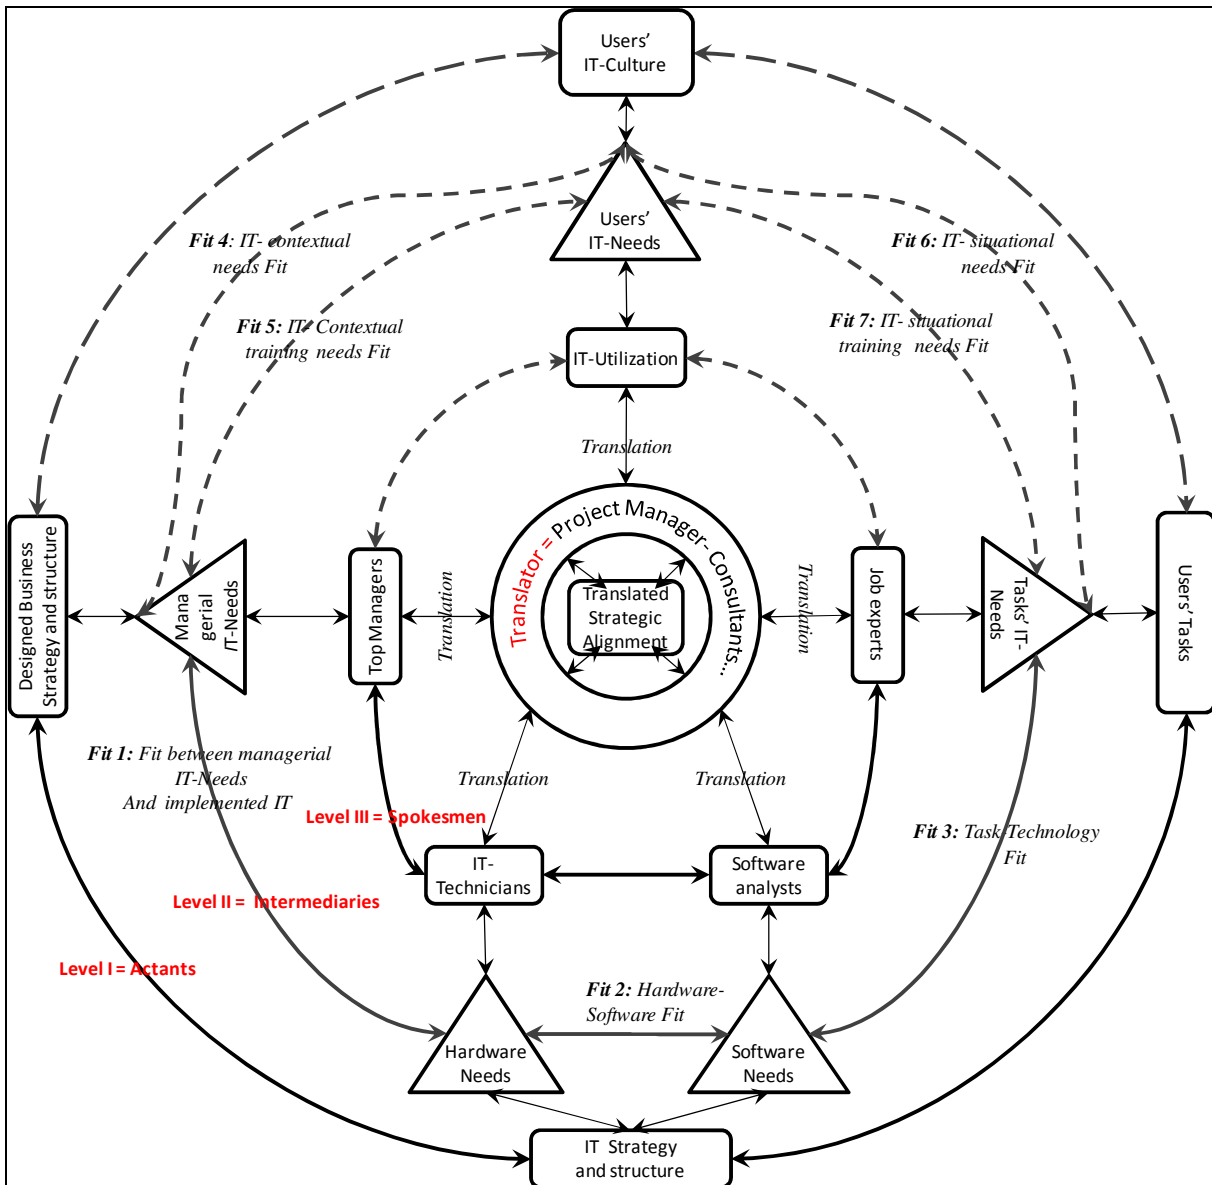 Users’
IT-Culture
Users’
IT-Needs
Fit 4: IT- contextual
needs Fit
Fit 6: IT- situational
needs Fit
Fit 5: IT- Contextual
training needs Fit
Fit 7: IT- situational
training needs Fit
IT-Utilization
Translation
Designed Business
Strategy and structure
Mana
gerial
IT-Needs
Top Managers
Translation
Translator = Project Manager- Consultants...
Translated
Strategic
Alignment
Translation
Job experts
Tasks’ IT-
Needs
Users’ Tasks
Fit 1: Fit between managerial
IT-Needs
And implemented IT
Translation
Translation
Level III = Spokesmen
Fit 3: Task-Technology
Fit
IT-
Technicians
Software
analysts
Level II = Intermediaries
Level I = Actants
Fit 2: Hardware-
Software Fit
Hardware
Needs
Software
Needs
IT Strategy
and structure